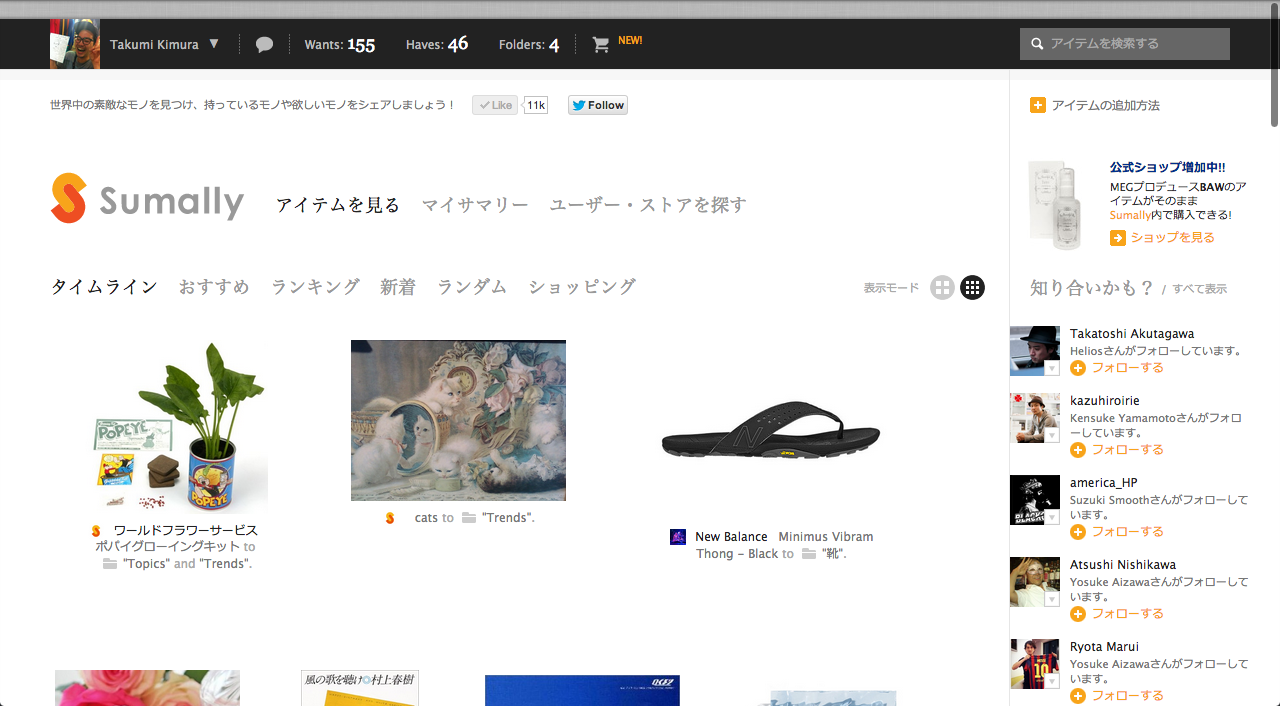 Takumi Kimura ▼
Wants: 155
Haves: 46
Folders: 4
NEW!
アイテムを検索する
世界中の素敵なモノを見つけ、持っているモノや欲しいモノをシェアしましょう！
Like
11k
Follow
アイテムの追加方法
Sumally
アイテムを見る
マイサマリー
ユーザー・ストアを探す
公式ショップ増加中!!
MEGプロデュースBAWのア
イテムがそのまま
Sumally内で購入できる!
ショップを見る
タイムライン
おすすめ
ランキング
新着
ランダム
ショッピング
表示モード
POPEYE
POPEYE
ワールドフラワーサービス
ポパイグローイングキット to
"Topics" and "Trends".
cats to "Trends".
N
New Balance Minimus Vibram
Thong – Black to "靴".
知り合いかも？ / すべて表示
Takatoshi Akutagawa
Heliosさんがフォローしています。
フォローする
kazuhiroirie
Kensuke Yamamotoさんがフォロ
ーしています。
フォローする
america_HP
Suzuki Smoothさんがフォローして
います。
フォローする
Atsushi Nishikawa
Yosuke Aizawaさんがフォローして
います。
フォローする
Ryota Marui
Yosuke Aizawaさんがフォローして
います。
フォローする
10
風の歌を聴け 村上春樹